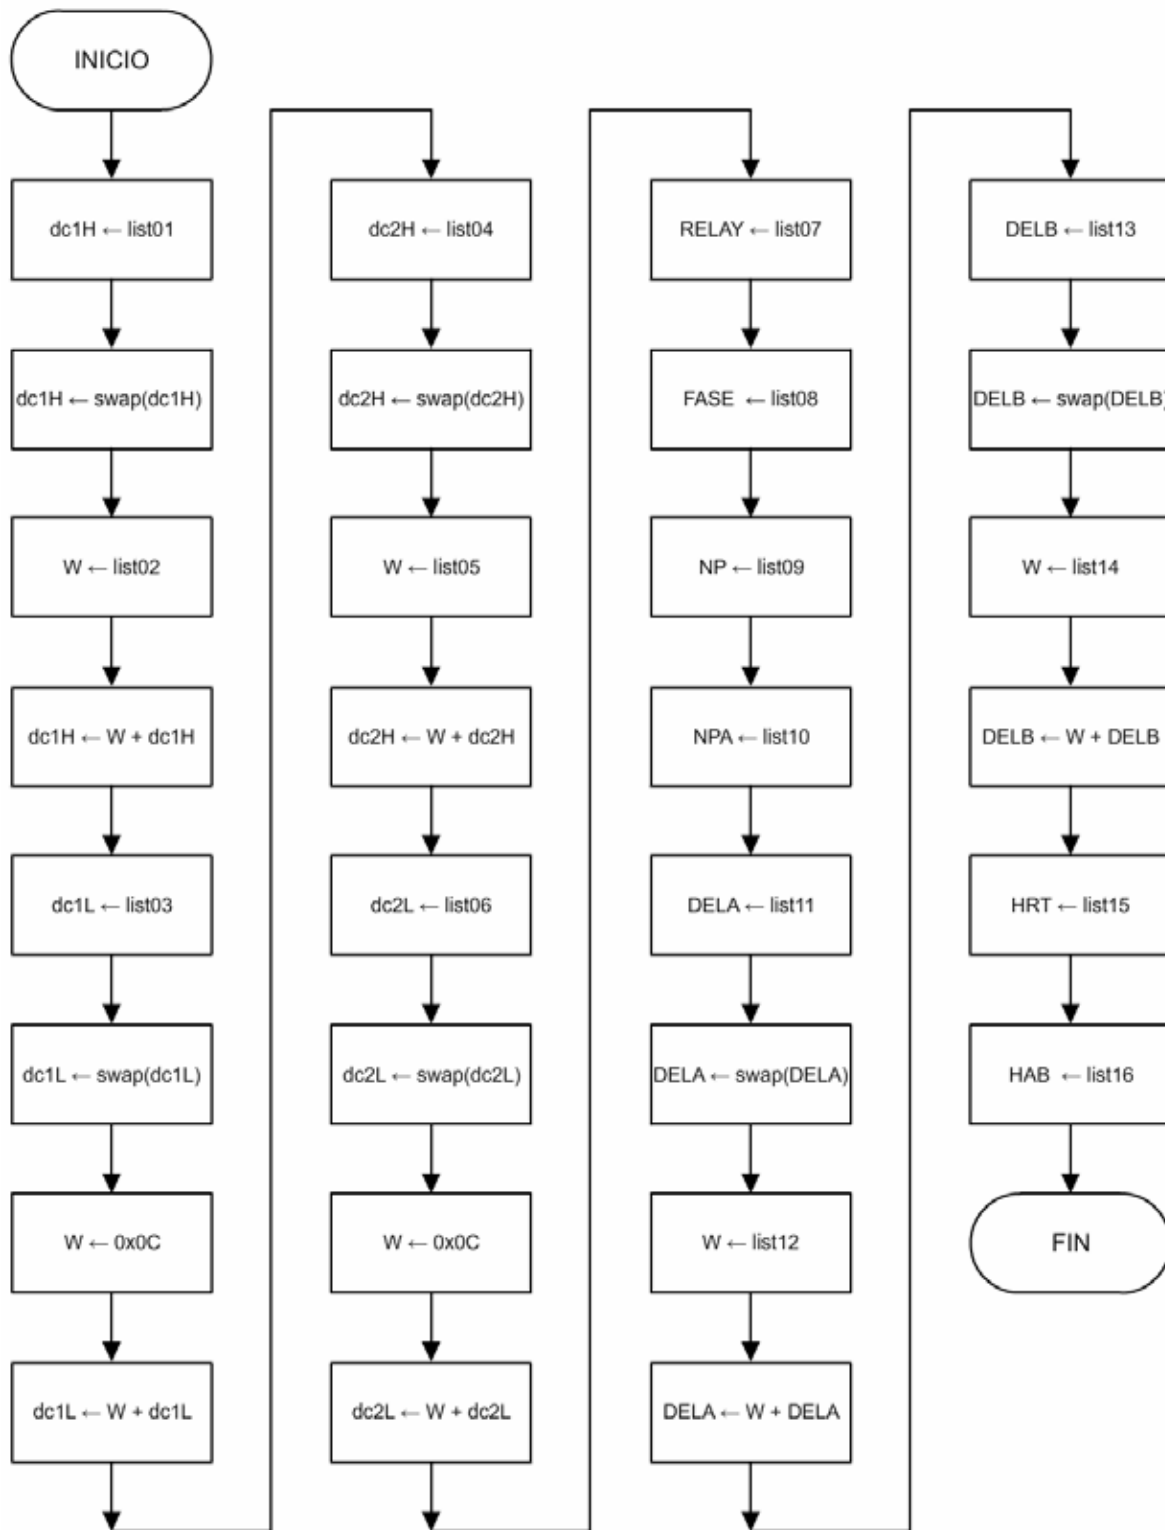 INICIO
dc1H ← list01
dc1H ← swap(dc1H)
W ← list02
dc1H ← W + dc1H
dc1L ← list03
dc1L ← swap(dc1L)
W ← 0x0C
dc1L ← W + dc1L
dc2H ← list04
dc2H ← swap(dc2H)
W ← list05
dc2H ← W + dc2H
dc2L ← list06
dc2L ← swap(dc2L)
W ← 0x0C
dc2L ← W + dc2L
RELAY ← list07
FASE ← list08
NP ← list09
NPA ← list10
DELA ← list11
DELA ← swap(DELA)
W ← list12
DELA ← W + DELA
DELB ← list13
DELB ← swap(DELB)
W ← list14
DELB ← W + DELB
HRT ← list15
HAB ← list16
FIN